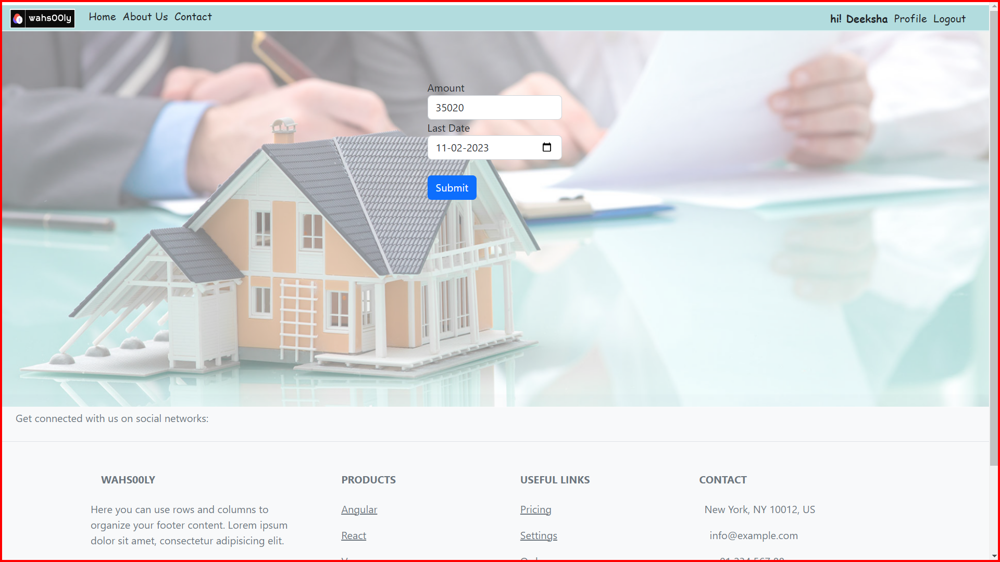 wahs00ly Home About Us Contact hi! Deeksha Profile Logout
Amount
35020
Last Date
11-02-2023
Submit
Get connected with us on social networks:
WAHS00LY
Here you can use rows and columns to
organize your footer content. Lorem ipsum
dolor sit amet, consectetur adipisicing elit.
PRODUCTS
Angular
React
USEFUL LINKS
Pricing
Settings
CONTACT
New York, NY 10012, US
info@example.com